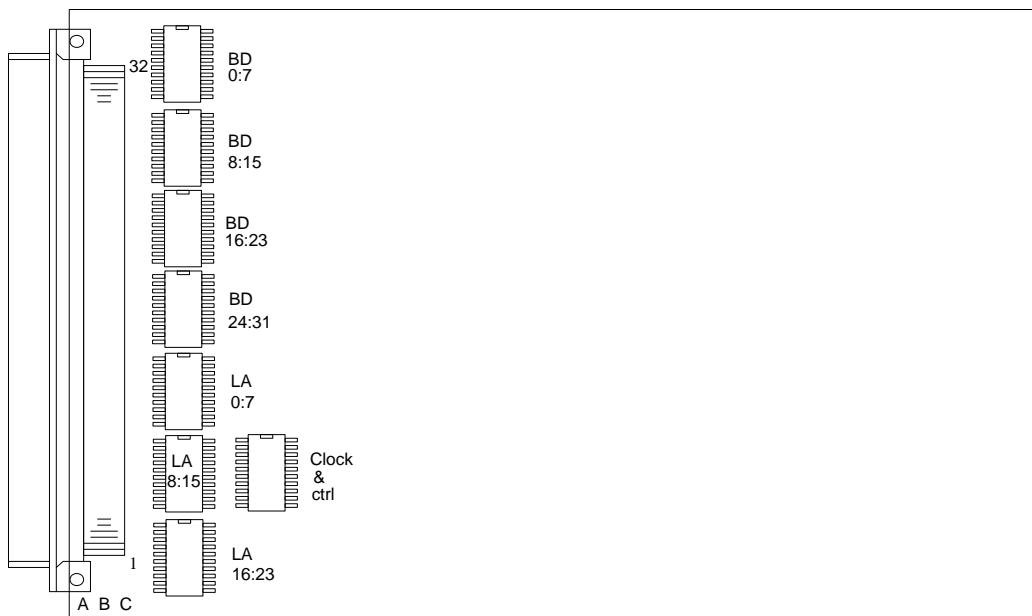 32
BD
0:7
BD
8:15
BD
16:23
BD
24:31
LA
0:7
LA
8:15
Clock
&
ctrl
LA
16:23
1
A B C